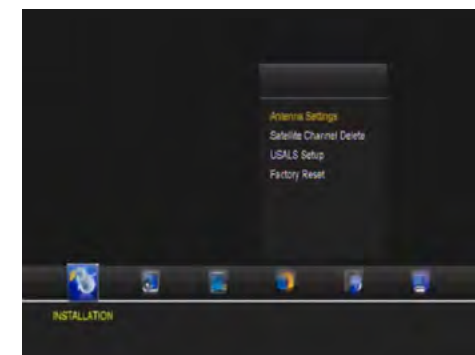 Antenna Settings
Satellite Channel Delete
USALS Setup
Factory Reset
INSTALLATION